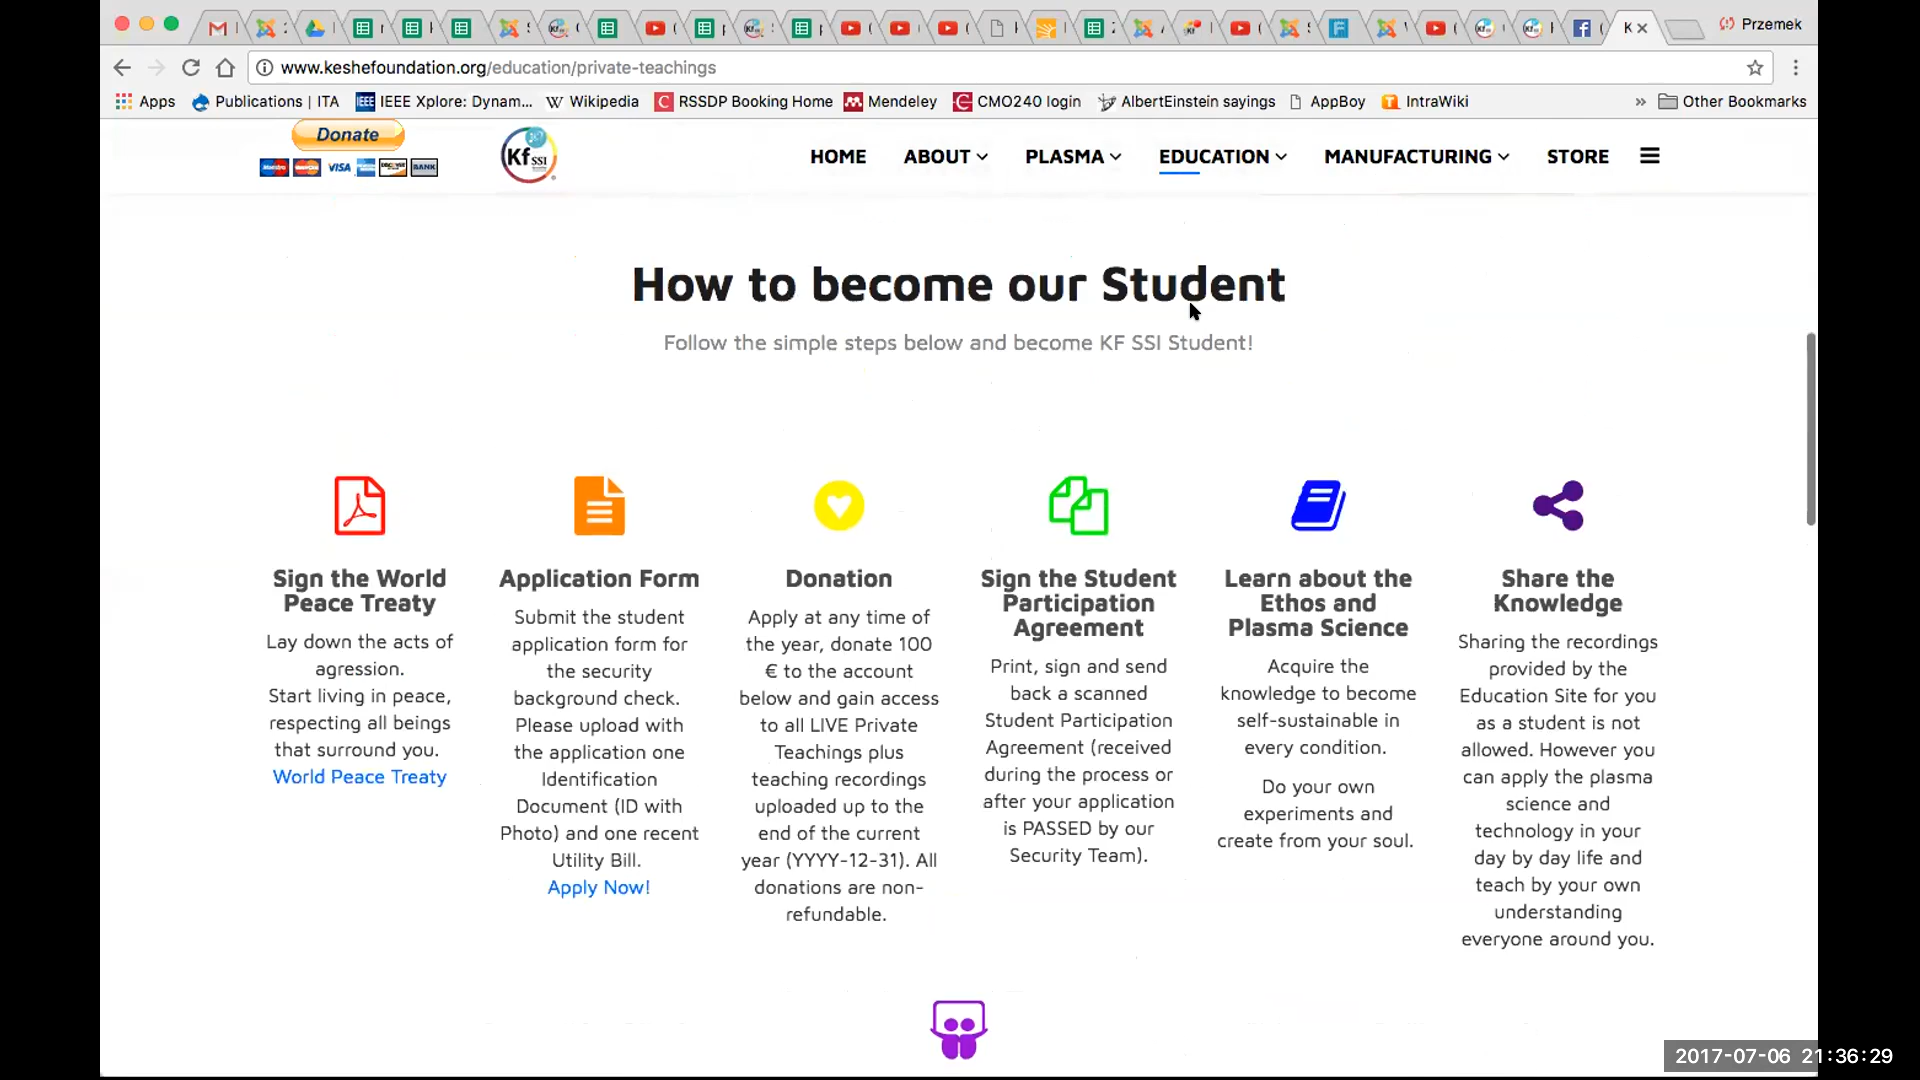 Przemek
www.keshefoundation.org/education/private-teachings
Apps Publications | ITA IEEE Xplore: Dynam... Wikipedia RSSDP Booking Home Mendeley CMO240 login AlbertEinstein sayings AppBoy IntraWiki » Other Bookmarks
Donate
KF SSI
HOME ABOUT PLASMA EDUCATION MANUFACTURING STORE
VISA
BANK
How to become our Student
Follow the simple steps below and become KF SSI Student!
Sign the World
Peace Treaty
Lay down the acts of
agression.
Start living in peace,
respecting all beings
that surround you.
World Peace Treaty
Application Form
Submit the student
application form for
the security
background check.
Please upload with
the application one
Identification
Document (ID with
Photo) and one recent
Utility Bill.
Apply Now!
Donation
Apply at any time of
the year, donate 100
€ to the account
below and gain access
to all LIVE Private
Teachings plus
teaching recordings
uploaded up to the
end of the current
year (YYYY-12-31). All
donations are non-
refundable.
Sign the Student
Participation
Agreement
Print, sign and send
back a scanned
Student Participation
Agreement (received
during the process or
after your application
is PASSED by our
Security Team).
Learn about the
Ethos and
Plasma Science
Acquire the
knowledge to become
self-sustainable in
every condition.
Do your own
experiments and
create from your soul.
Share the
Knowledge
Sharing the recordings
provided by the
Education Site for you
as a student is not
allowed. However you
can apply the plasma
science and
technology in your
day by day life and
teach by your own
understanding
everyone around you.
2017-07-06 21:36:29